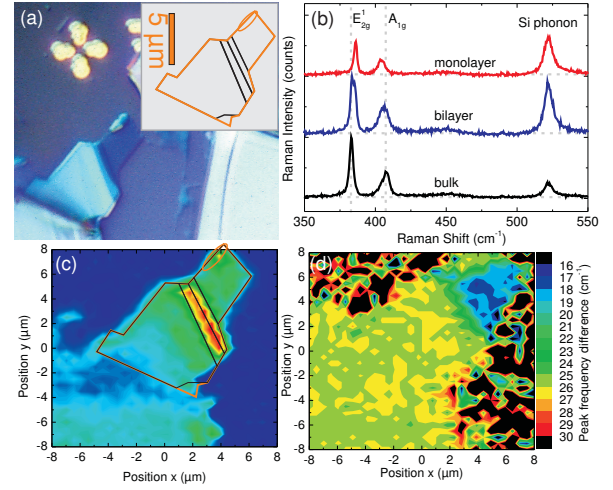 (a)
5 µm
(b)
E¹₂g
A₁g
Si phonon
monolayer
bilayer
bulk
Raman Intensity (counts)
350 400 450 500 550
Raman Shift (cm⁻¹)
(c)
8
6
4
2
0
-2
-4
-6
-8
Position y (µm)
-8 -6 -4 -2 0 2 4 6 8
Position x (µm)
(d)
8
6
4
2
0
-2
-4
-6
-8
Position y (µm)
-8 -6 -4 -2 0 2 4 6 8
Position x (µm)
16
17
18
19
20
21
22
23
24
25
26
27
28
29
30
Peak frequency difference (cm⁻¹)